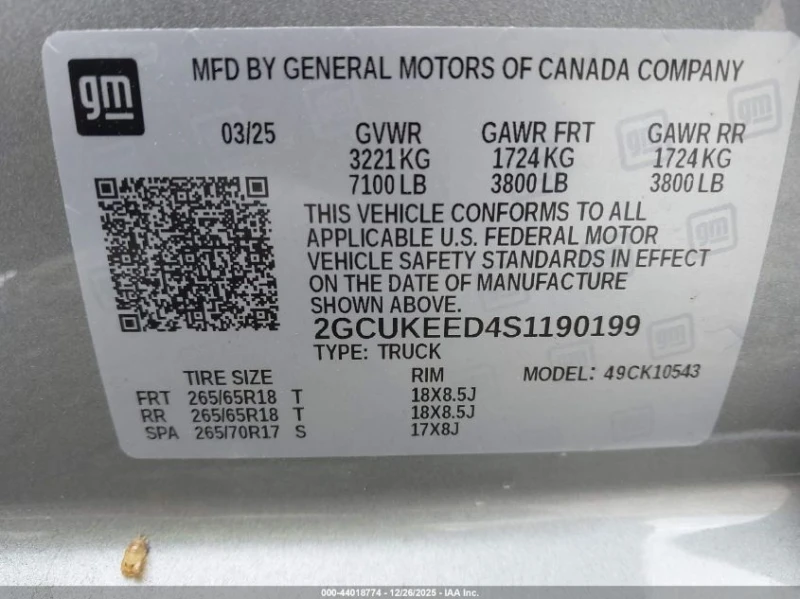 gm
MFD BY GENERAL MOTORS OF CANADA COMPANY
03/25 GVWR GAWR FRT GAWR RR
3221 KG 1724 KG 1724 KG
7100 LB 3800 LB 3800 LB
THIS VEHICLE CONFORMS TO ALL
APPLICABLE U.S. FEDERAL MOTOR
VEHICLE SAFETY STANDARDS IN EFFECT
ON THE DATE OF MANUFACTURE
SHOWN ABOVE.
2GCUKEED4S1190199
TYPE: TRUCK
TIRE SIZE RIM MODEL: 49CK10543
FRT 265/65R18 T 18X8.5J
RR 265/65R18 T 18X8.5J
SPA 265/70R17 S 17X8J
000-44018774 - 12/26/2025 - IAA Inc.